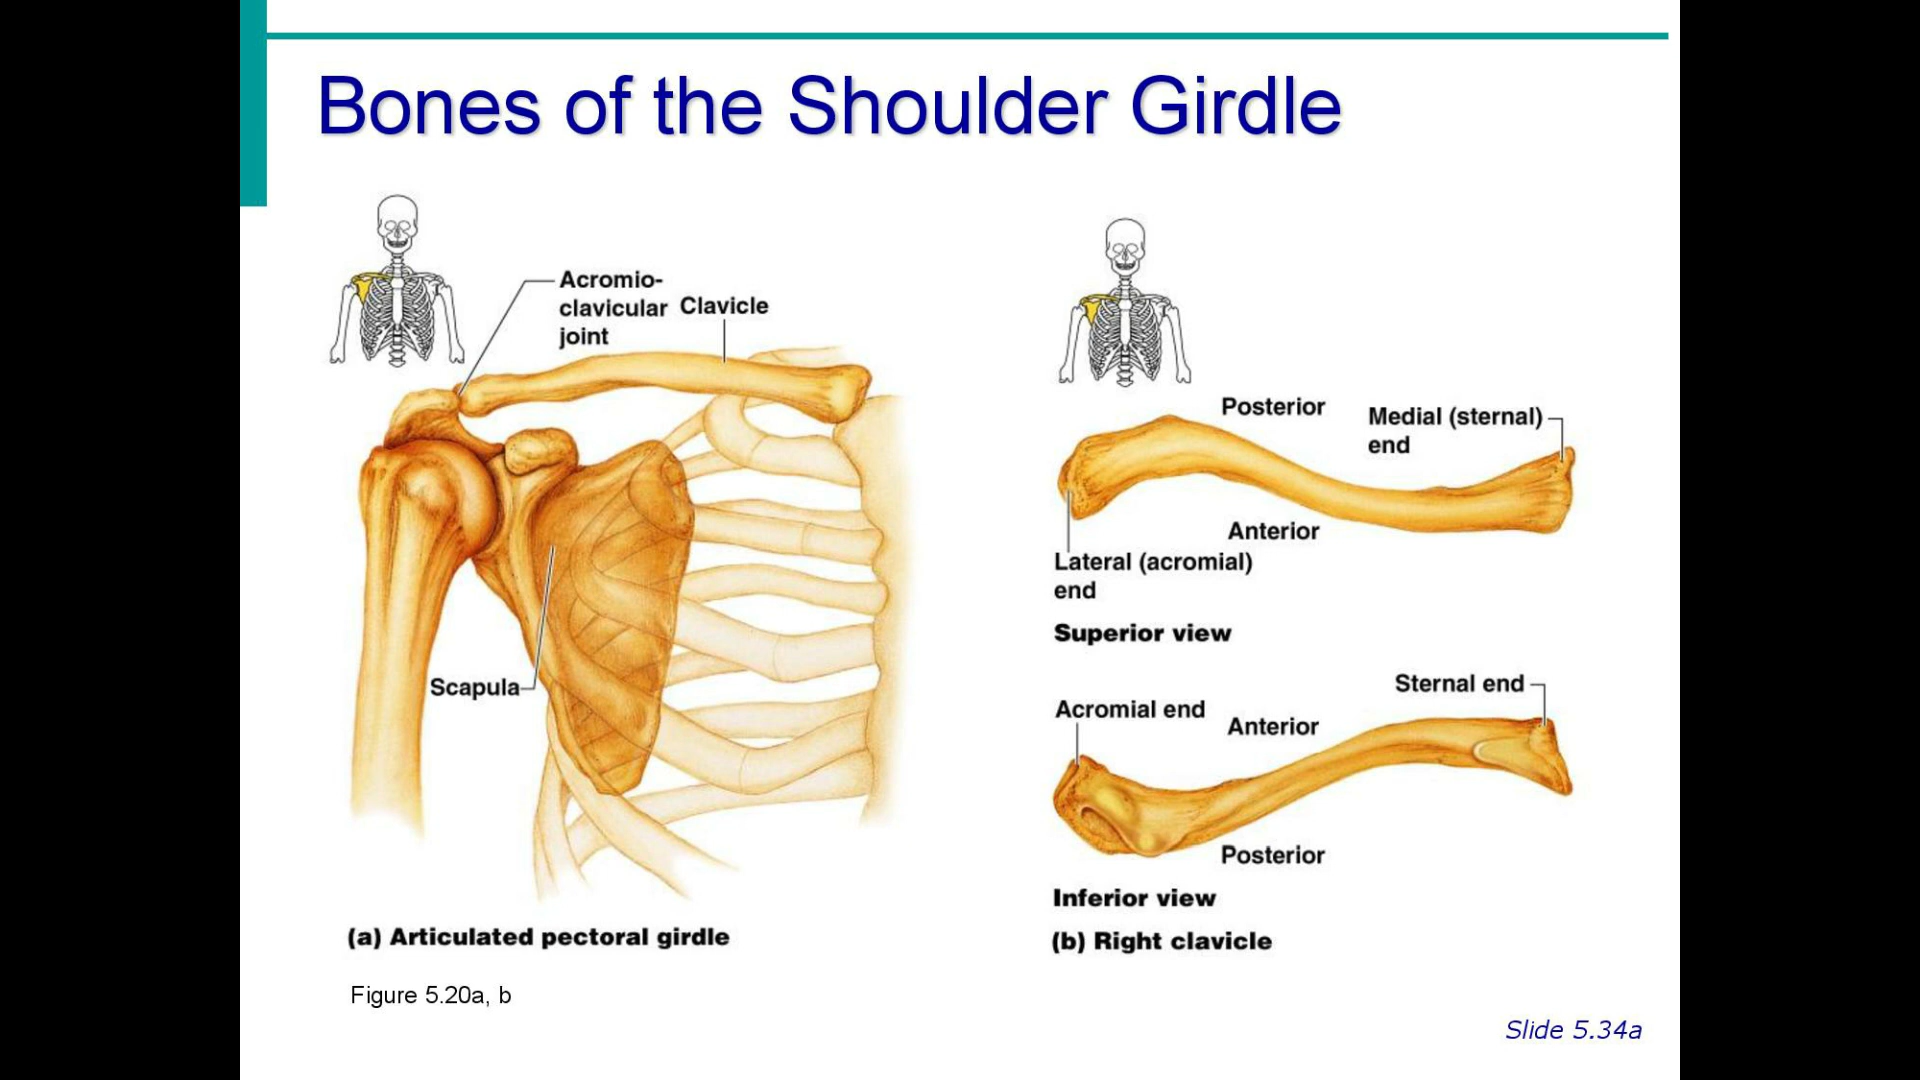 Bones of the Shoulder Girdle
Acromio-
clavicular
joint
Clavicle
Scapula
(a) Articulated pectoral girdle
Figure 5.20a, b
Posterior
Medial (sternal)
end
Anterior
Lateral (acromial)
end
Superior view
Sternal end
Acromial end
Anterior
Posterior
Inferior view
(b) Right clavicle
Slide 5.34a